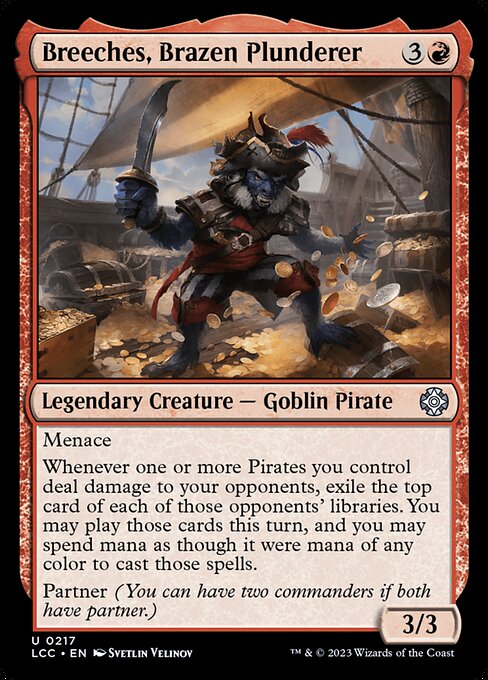 Breeches, Brazen Plunderer 3
Legendary Creature — Goblin Pirate
Menace
Whenever one or more Pirates you control
deal damage to your opponents, exile the top
card of each of those opponents' libraries. You
may play those cards this turn, and you may
spend mana as though it were mana of any
color to cast those spells.
Partner (You can have two commanders if both
have partner.)
3/3
U 0217
LCC • EN Svetlin Velinov
™ & © 2023 Wizards of the Coast